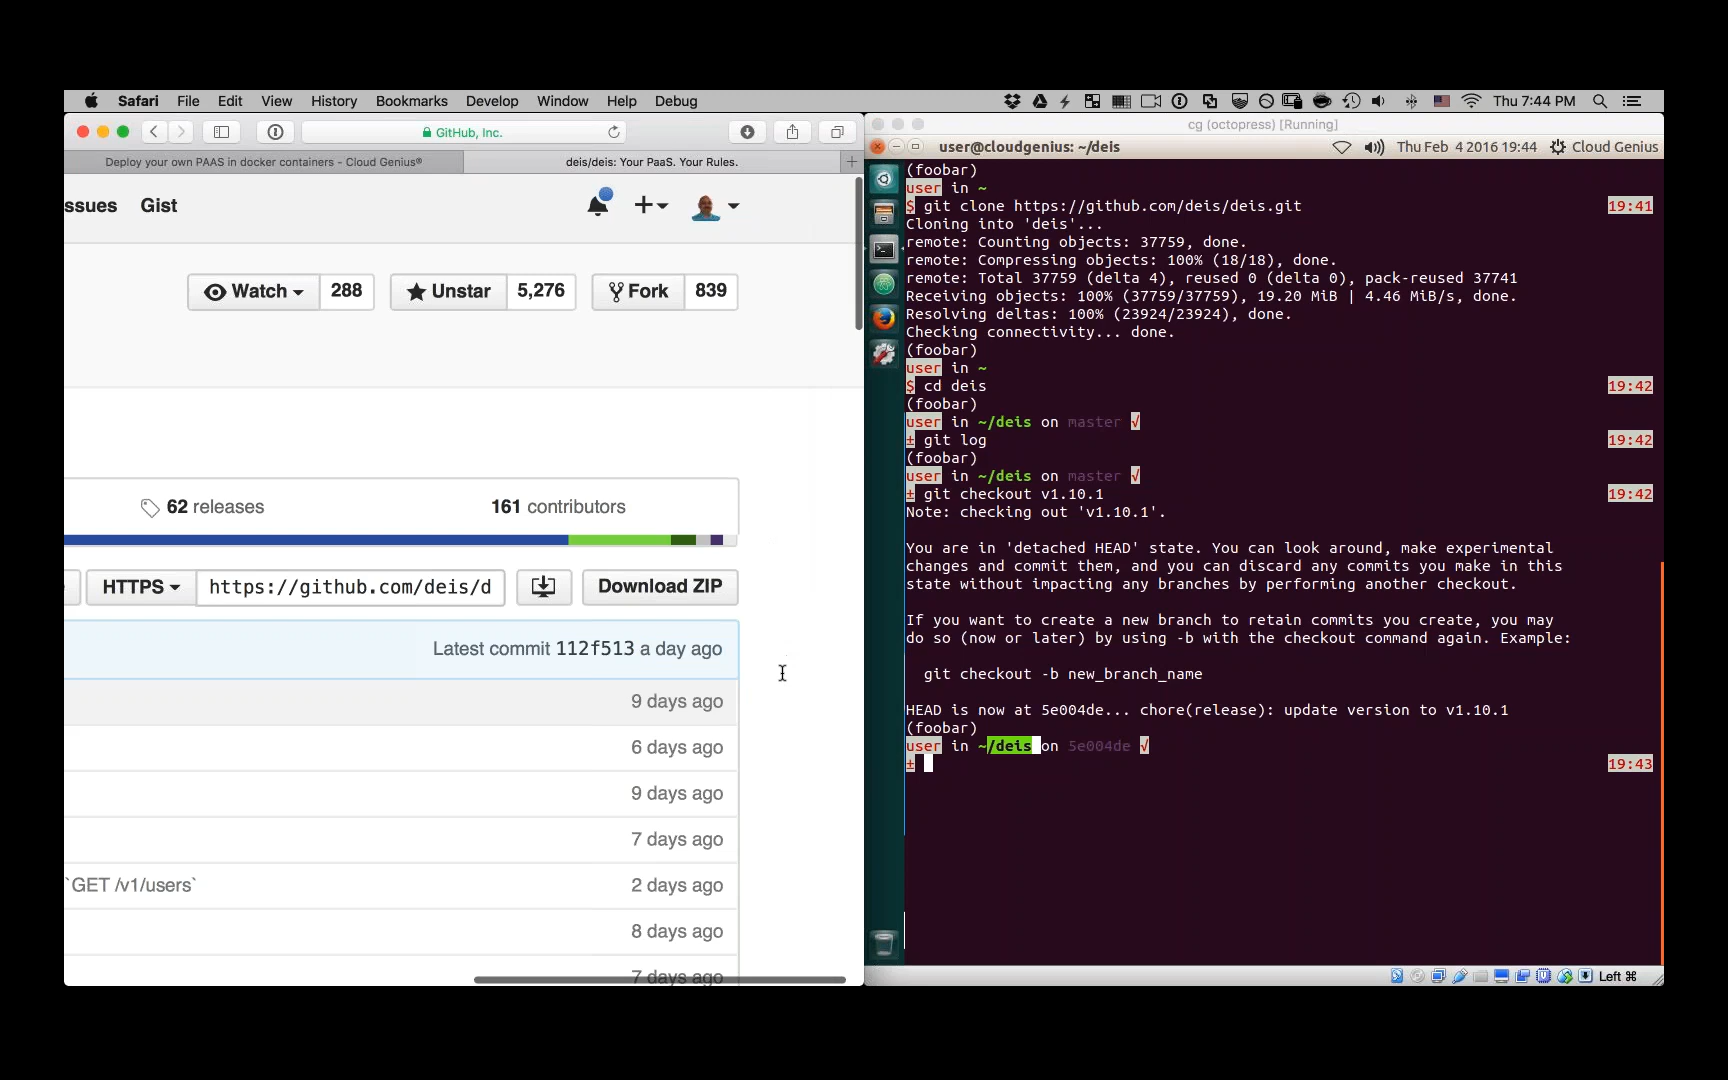 Safari File Edit View History Bookmarks Develop Window Help Debug
Thu 7:44 PM
GitHub, Inc.
Deploy your own PAAS in docker containers - Cloud Genius®
deis/deis: Your PaaS. Your Rules.
ssues Gist
Watch 288
Unstar 5,276
Fork 839
62 releases
161 contributors
HTTPS
https://github.com/deis/d
Download ZIP
Latest commit 112f513 a day ago
9 days ago
6 days ago
9 days ago
7 days ago
`GET /v1/users` 2 days ago
8 days ago
7 days ago
cg (octopress) [Running]
user@cloudgenius: ~/deis
Thu Feb 4 2016 19:44 Cloud Genius
(foobar)
user in ~
$ git clone https://github.com/deis/deis.git 19:41
Cloning into 'deis'...
remote: Counting objects: 37759, done.
remote: Compressing objects: 100% (18/18), done.
remote: Total 37759 (delta 4), reused 0 (delta 0), pack-reused 37741
Receiving objects: 100% (37759/37759), 19.20 MiB | 4.46 MiB/s, done.
Resolving deltas: 100% (23924/23924), done.
Checking connectivity... done.
(foobar)
user in ~
$ cd deis 19:42
(foobar)
user in ~/deis on master √
± git log 19:42
(foobar)
user in ~/deis on master √
± git checkout v1.10.1 19:42
Note: checking out 'v1.10.1'.
You are in 'detached HEAD' state. You can look around, make experimental
changes and commit them, and you can discard any commits you make in this
state without impacting any branches by performing another checkout.
If you want to create a new branch to retain commits you create, you may
do so (now or later) by using -b with the checkout command again. Example:
git checkout -b new_branch_name
HEAD is now at 5e004de... chore(release): update version to v1.10.1
(foobar)
user in ~/deis on 5e004de √
± 19:43
Left ⌘